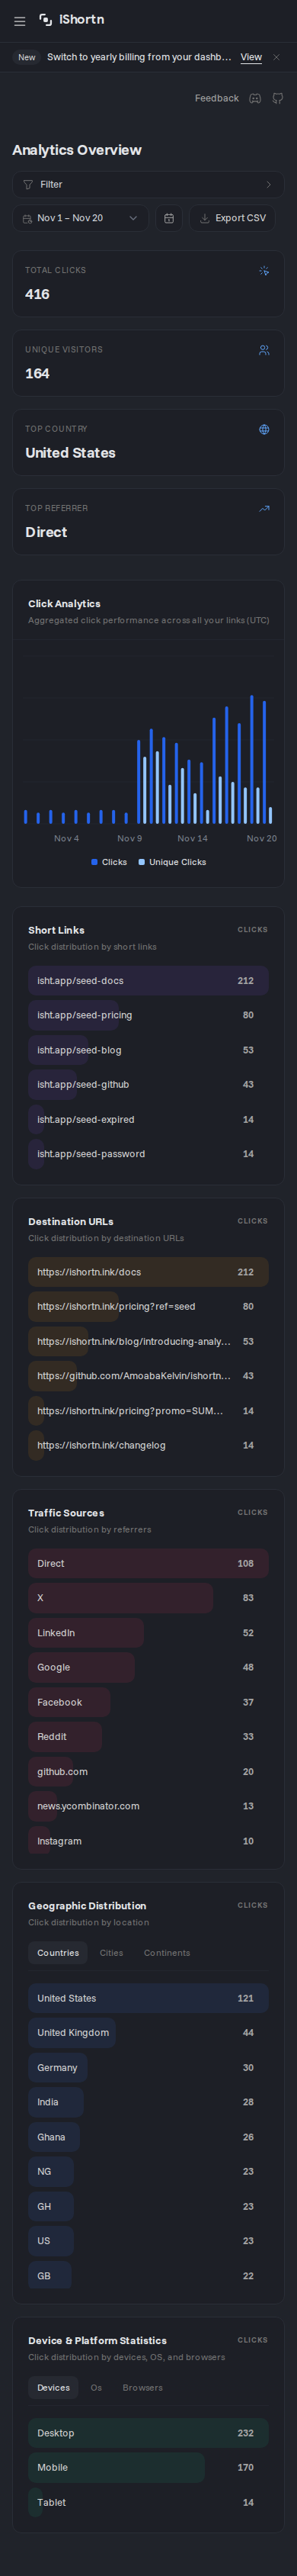 IShortn
New Switch to yearly billing from your dashb... View
Feedback
Analytics Overview
Filter
Nov 1 – Nov 20
Export CSV
TOTAL CLICKS
416
UNIQUE VISITORS
164
TOP COUNTRY
United States
TOP REFERRER
Direct
Click Analytics
Aggregated click performance across all your links (UTC)
Nov 4 Nov 9 Nov 14 Nov 20
Clicks Unique Clicks
Short Links CLICKS
Click distribution by short links
isht.app/seed-docs 212
isht.app/seed-pricing 80
isht.app/seed-blog 53
isht.app/seed-github 43
isht.app/seed-expired 14
isht.app/seed-password 14
Destination URLs CLICKS
Click distribution by destination URLs
https://ishortn.ink/docs 212
https://ishortn.ink/pricing?ref=seed 80
https://ishortn.ink/blog/introducing-analy... 53
https://github.com/AmoabaKelvin/ishortn... 43
https://ishortn.ink/pricing?promo=SUM... 14
https://ishortn.ink/changelog 14
Traffic Sources CLICKS
Click distribution by referrers
Direct 108
X 83
LinkedIn 52
Google 48
Facebook 37
Reddit 33
github.com 20
news.ycombinator.com 13
Instagram 10
Geographic Distribution CLICKS
Click distribution by location
Countries Cities Continents
United States 121
United Kingdom 44
Germany 30
India 28
Ghana 26
NG 23
GH 23
US 23
GB 22
Device & Platform Statistics CLICKS
Click distribution by devices, OS, and browsers
Devices Os Browsers
Desktop 232
Mobile 170
Tablet 14